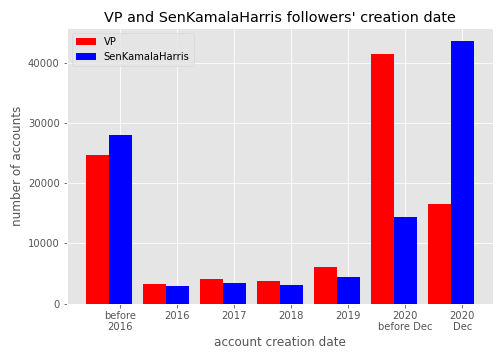 VP and SenKamalaHarris followers' creation date
VP
SenKamalaHarris
number of accounts
40000
30000
20000
10000
0
before
2016
2016
2017
2018
2019
2020
before Dec
2020
Dec
account creation date